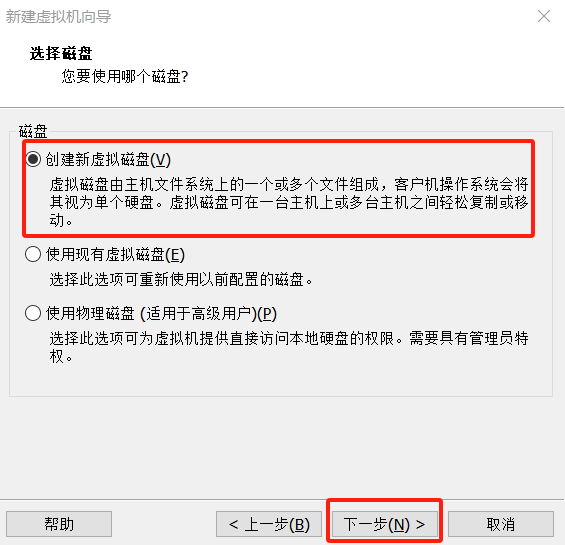 新建虚拟机向导
选择磁盘
您要使用哪个磁盘?
磁盘
创建新虚拟磁盘(V)
虚拟磁盘由主机文件系统上的一个或多个文件组成，客户机操作系统会将
其视为单个硬盘。虚拟磁盘可在一台主机上或多台主机之间轻松复制或移
动。
使用现有虚拟磁盘(E)
选择此选项可重新使用以前配置的磁盘。
使用物理磁盘 (适用于高级用户)(P)
选择此选项可为虚拟机提供直接访问本地硬盘的权限。需要具有管理员特
权。
帮助
< 上一步(B)
下一步(N) >
取消